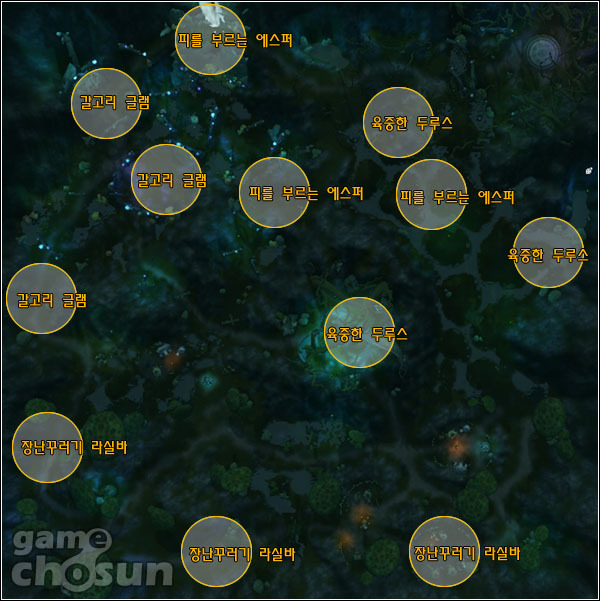 피를 부르는 에스퍼
갈고리 글램
육중한 두루스
갈고리 글램
피를 부르는 에스퍼
피를 부르는 에스퍼
육중한 두루스
갈고리 글램
육중한 두루스
장난꾸러기 라실바
장난꾸러기 라실바
장난꾸러기 라실바
game
chosun